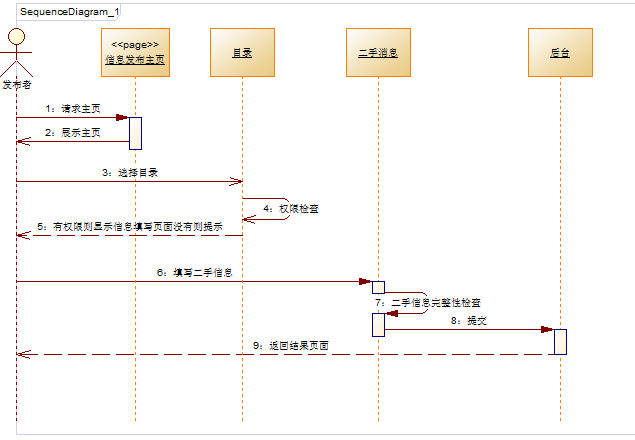 SequenceDiagram_1
<<page>>
信息发布主页
目录
二手消息
后台
发布者
1: 请求主页
2: 展示主页
3: 选择目录
4: 权限检查
5: 有权限则显示信息填写页面没有则提示
6: 填写二手信息
7: 二手信息完整性检查
8: 提交
9: 返回结果页面